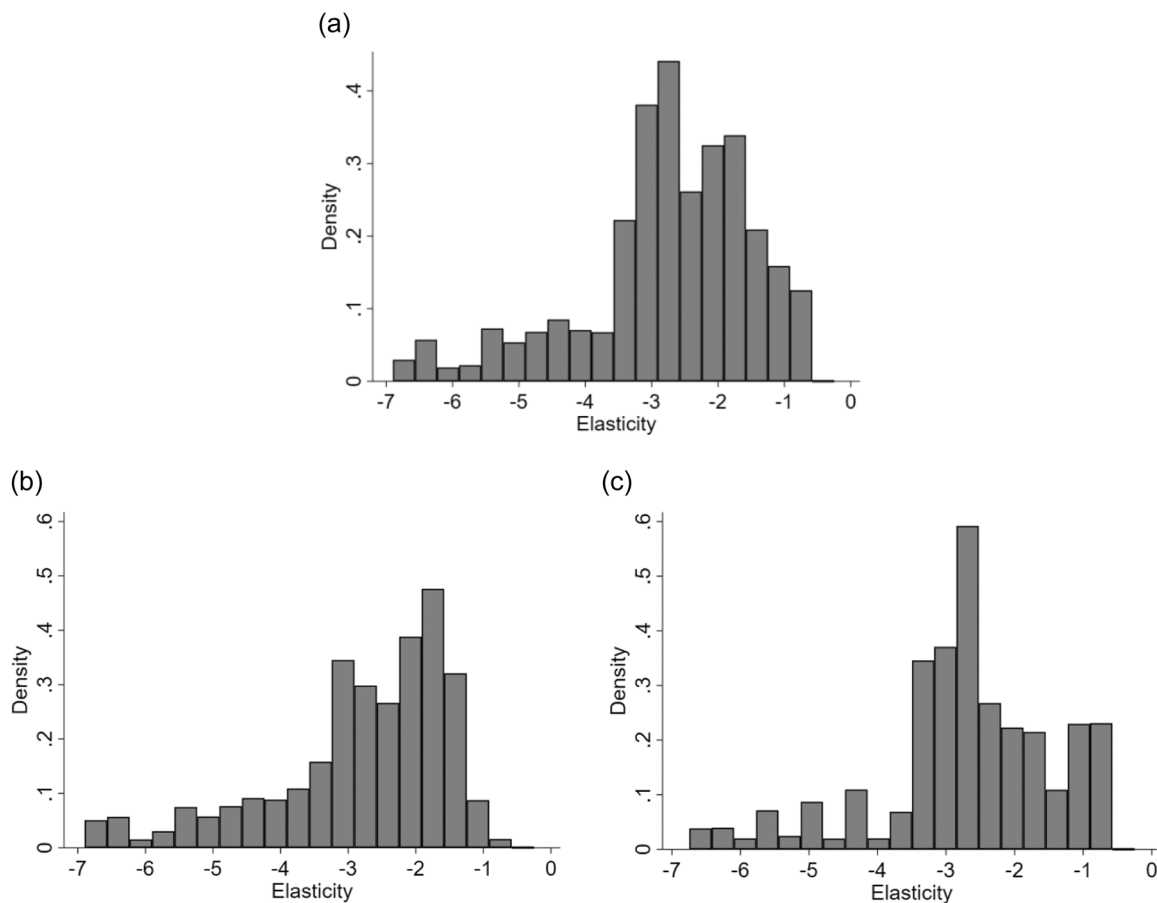 (a)
Density
0 .1 .2 .3 .4
-7 -6 -5 -4 -3 -2 -1 0
Elasticity
(b)
Density
0 .1 .2 .3 .4 .5 .6
-7 -6 -5 -4 -3 -2 -1 0
Elasticity
(c)
Density
0 .1 .2 .3 .4 .5 .6
-7 -6 -5 -4 -3 -2 -1 0
Elasticity